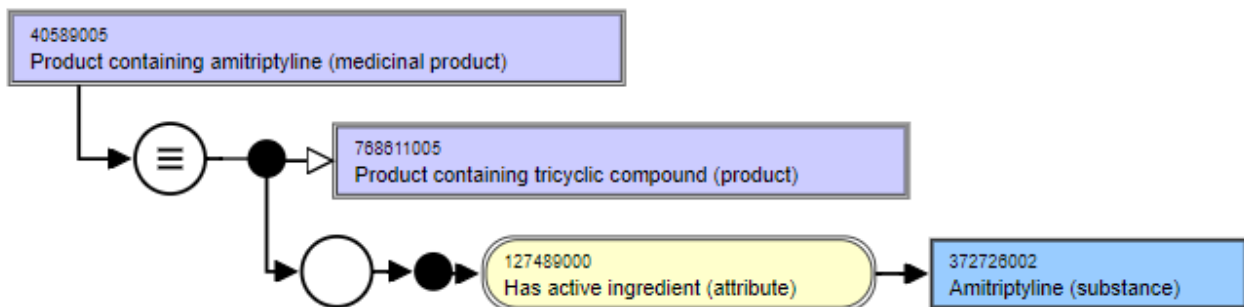 40589005
Product containing amitriptyline (medicinal product)
768611005
Product containing tricyclic compound (product)
127489000
Has active ingredient (attribute)
372726002
Amitriptyline (substance)